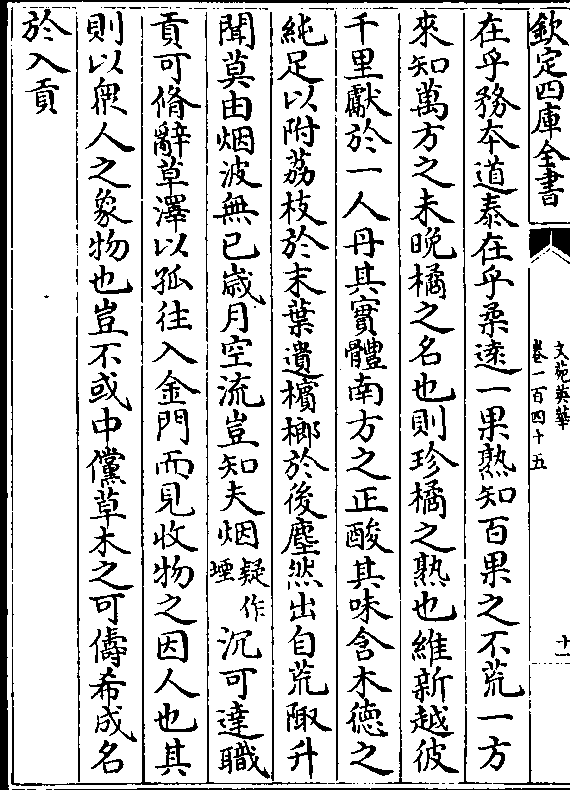 欽定四庫全書
文苑英華
卷一百四十五
十一
在乎務本道泰在乎柔逺一果熟知百果之不荒一方
來知萬方之未晩橘之名也則珍橘之熟也維新越彼
千里獻於一人丹其實體南方之正酸其味含木德之
純足以附荔枝於末葉遺檳榔於後塵然出自荒陬升
聞莫由烟波無已歳月空流豈知夫烟疑作堙沉可達職
貢可脩辭草澤以孤往入金門而見收物之因人也其
則以衆人之象物也豈不或中儻草木之可儔希成名
於入貢